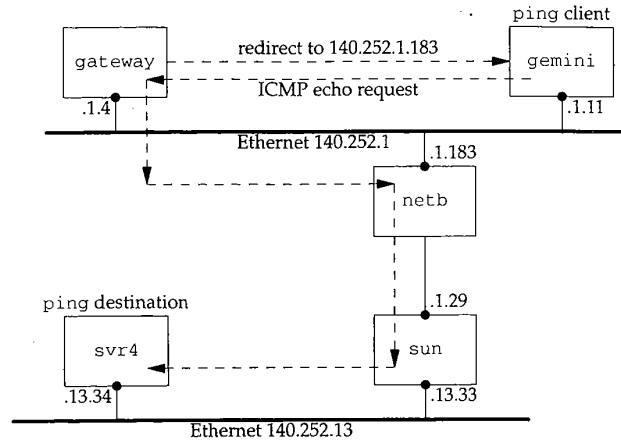 ping client
redirect to 140.252.1.183
gateway
gemini
ICMP echo request
.1.4
.1.11
Ethernet 140.252.1
.1.183
netb
.1.29
ping destination
svr4
sun
.13.34
.13.33
Ethernet 140.252.13